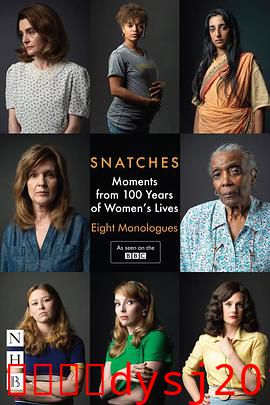 SNATCHES
Moments
from 100 Years
of Women's Lives
Eight Monologues
As seen on the
BBC
NHB
dysj20